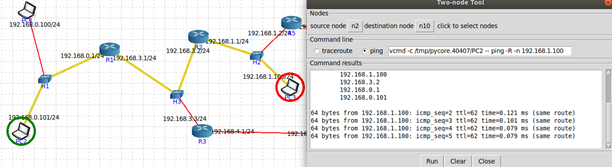 192.168.0.100/24
192.168.0.1/24
R1
192.168.3.1/24
H1
192.168.0.101/24
R2
192.168.3.2/24
192.168.1.
R5
H2
192.168.1.10
H3
192.168.3.3/24
R3
192.168.4.1/24
192.16
Two-node Tool
Nodes
source node n2 destination node n10 click to select nodes
Command line
traceroute ping vcmd -c /tmp/pycore.40407/PC2 -- ping -R -n 192.168.1.100
Command results
192.168.1.100
192.168.3.2
192.168.0.1
192.168.0.101
64 bytes from 192.168.1.100: icmp_seq=2 ttl=62 time=0.121 ms (same route)
64 bytes from 192.168.1.100: icmp_seq=3 ttl=62 time=0.101 ms (same route)
64 bytes from 192.168.1.100: icmp_seq=4 ttl=62 time=0.079 ms (same route)
64 bytes from 192.168.1.100: icmp_seq=5 ttl=62 time=0.079 ms (same route)
Run Clear Close